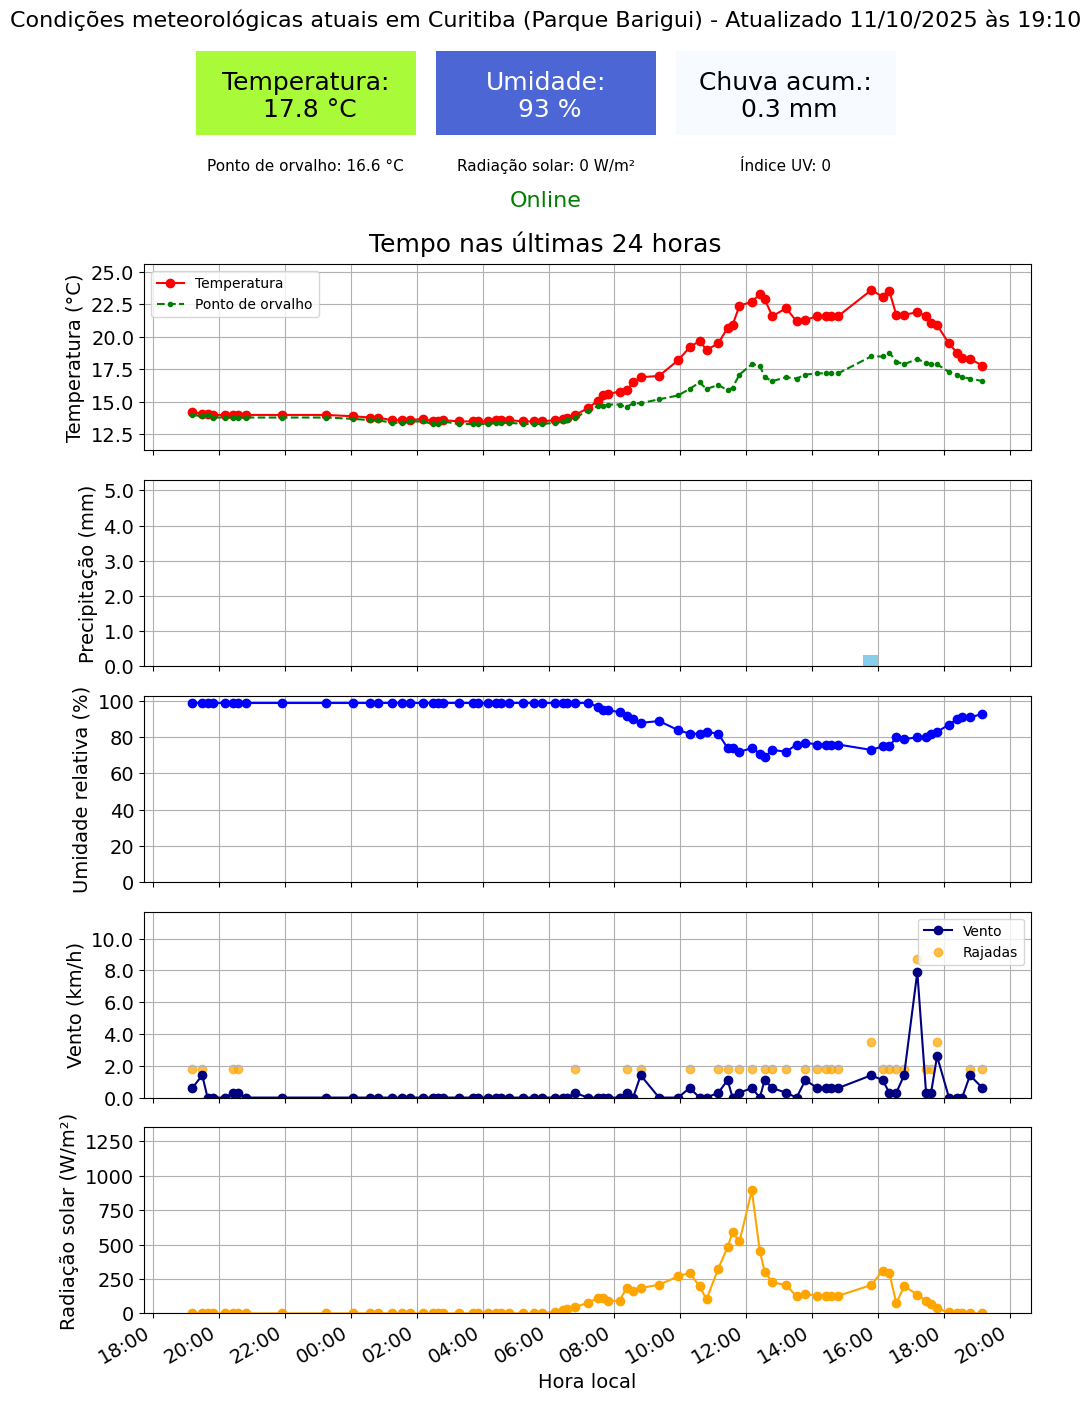 Condições meteorológicas atuais em Curitiba (Parque Barigui) - Atualizado 11/10/2025 às 19:10
Temperatura:
17.8 °C
Umidade:
93 %
Chuva acum.:
0.3 mm
Ponto de orvalho: 16.6 °C
Radiação solar: 0 W/m²
Índice UV: 0
Online
Tempo nas últimas 24 horas
Temperatura (°C)
25.0
22.5
20.0
17.5
15.0
12.5
Temperatura
Ponto de orvalho
Precipitação (mm)
5.0
4.0
3.0
2.0
1.0
0.0
Umidade relativa (%)
100
80
60
40
20
0
Vento (km/h)
10.0
8.0
6.0
4.0
2.0
0.0
Vento
Rajadas
Radiação solar (W/m²)
1250
1000
750
500
250
0
18:00
20:00
22:00
00:00
02:00
04:00
06:00
08:00
10:00
12:00
14:00
16:00
18:00
20:00
Hora local